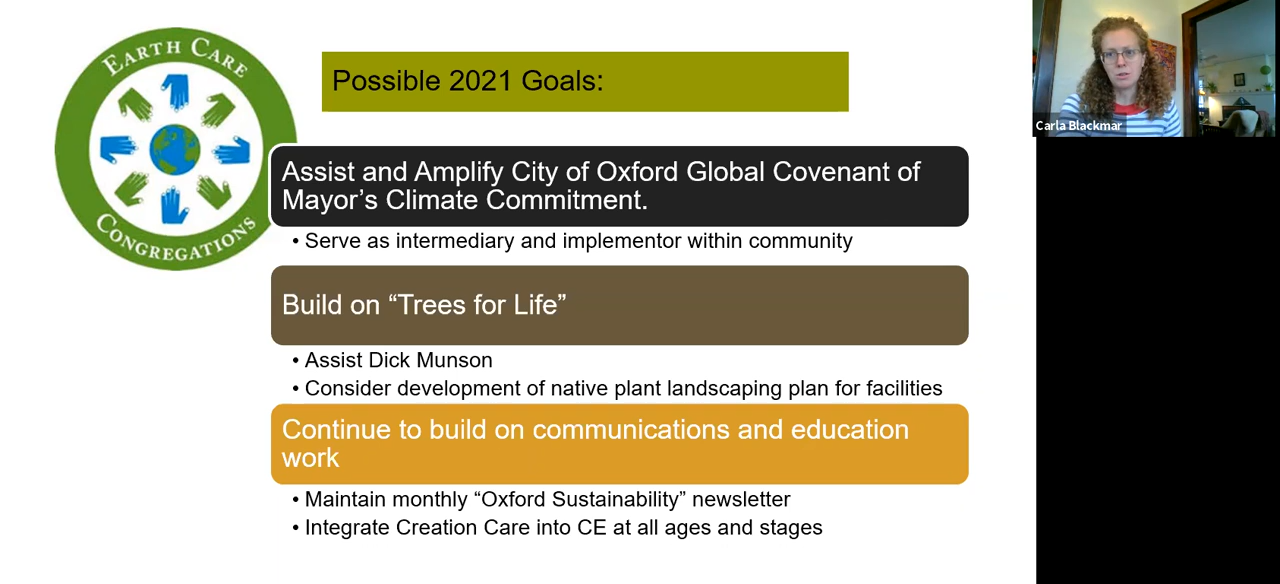 EARTH CARE
CONGREGATIONS
Possible 2021 Goals:
Assist and Amplify City of Oxford Global Covenant of
Mayor’s Climate Commitment.
• Serve as intermediary and implementor within community
Build on “Trees for Life”
• Assist Dick Munson
• Consider development of native plant landscaping plan for facilities
Continue to build on communications and education
work
• Maintain monthly “Oxford Sustainability” newsletter
• Integrate Creation Care into CE at all ages and stages
Carla Blackmar